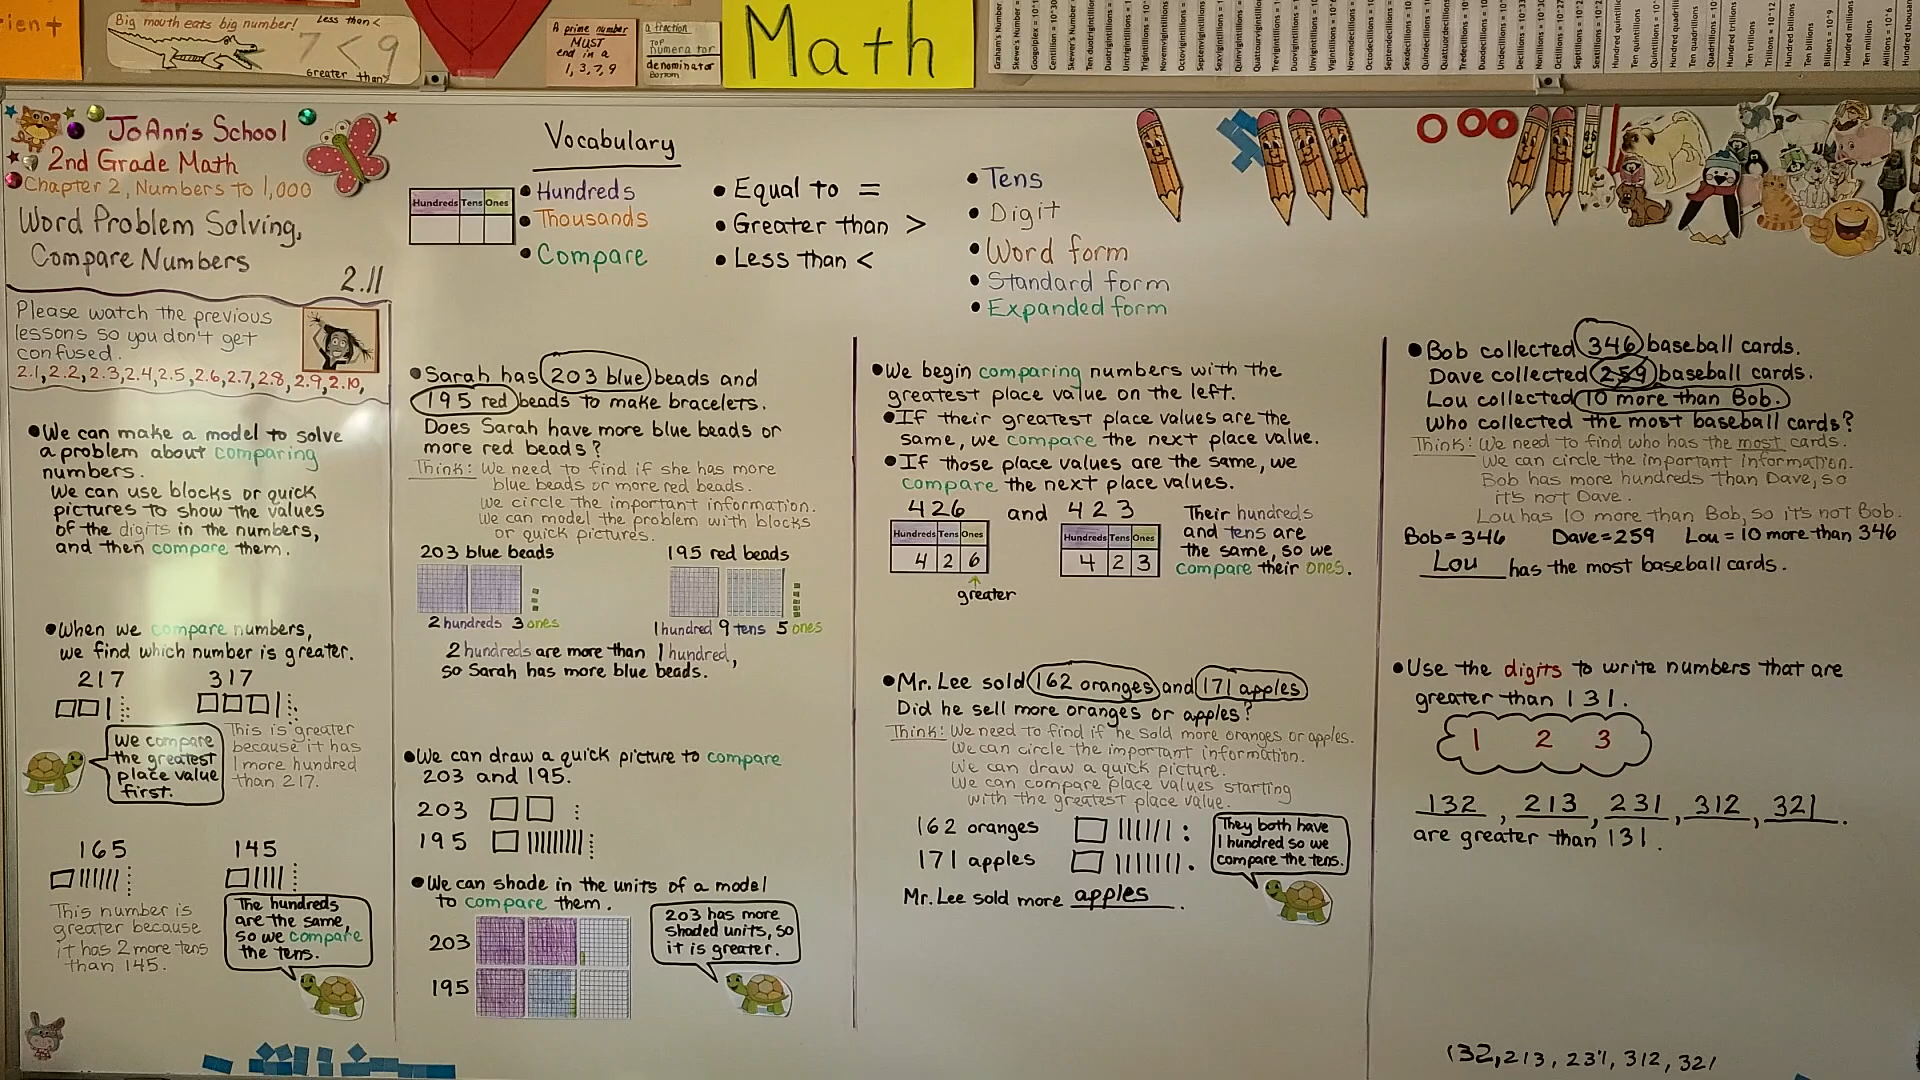 rient
Big mouth eats big number! Less than <
7 < 9
Greater than >
A prime number
MUST
end in a
1, 3, 7, 9
a fraction
TOP
numerator
denominator
Bottom
Math
JoAnn's School
2nd Grade Math
Chapter 2, Numbers to 1,000
Word Problem Solving,
Compare Numbers
2.11
Please watch the previous
lessons so you don't get
confused.
2.1, 2.2, 2.3, 2.4, 2.5, 2.6, 2.7, 2.8, 2.9, 2.10,
Vocabulary
Hundreds Tens Ones
• Hundreds
• Thousands
• Compare
• Equal to =
• Greater than >
• Less than <
• Tens
• Digit
• Word form
• Standard form
• Expanded form
• We can make a model to solve
a problem about comparing
numbers.
We can use blocks or quick
pictures to show the values
of the digits in the numbers,
and then compare them.
• When we compare numbers,
we find which number is greater.
217 317
We compare
the greatest
place value
first.
This is greater
because it has
1 more hundred
than 217.
165 145
This number is
greater because
it has 2 more tens
than 145.
The hundreds
are the same,
so we compare
the tens.
• Sarah has 203 blue beads and
195 red beads to make bracelets.
Does Sarah have more blue beads or
more red beads?
Think: We need to find if she has more
blue beads or more red beads.
We circle the important information.
We can model the problem with blocks
or quick pictures.
203 blue beads 195 red beads
2 hundreds 3 ones 1 hundred 9 tens 5 ones
2 hundreds are more than 1 hundred,
so Sarah has more blue beads.
• We can draw a quick picture to compare
203 and 195.
203
195
• We can shade in the units of a model
to compare them.
203
195
203 has more
shaded units, so
it is greater.
• We begin comparing numbers with the
greatest place value on the left.
• If their greatest place values are the
same, we compare the next place value.
• If those place values are the same, we
compare the next place values.
426 and 423
Hundreds Tens Ones
4 2 6
greater
Hundreds Tens Ones
4 2 3
Their hundreds
and tens are
the same, so we
compare their ones.
• Mr. Lee sold 162 oranges and 171 apples
Did he sell more oranges or apples?
Think: We need to find if he sold more oranges or apples.
We can circle the important information.
We can draw a quick picture.
We can compare place values starting
with the greatest place value.
162 oranges
171 apples
They both have
1 hundred so we
compare the tens.
Mr. Lee sold more apples.
• Bob collected 346 baseball cards.
Dave collected 259 baseball cards.
Lou collected 10 more than Bob.
Who collected the most baseball cards?
Think: We need to find who has the most cards.
We can circle the important information.
Bob has more hundreds than Dave, so
it's not Dave.
Lou has 10 more than Bob, so it's not Bob.
Bob=346 Dave=259 Lou = 10 more than 346
Lou has the most baseball cards.
• Use the digits to write numbers that are
greater than 131.
1 2 3
132, 213, 231, 312, 321.
are greater than 131.
132, 213, 231, 312, 321